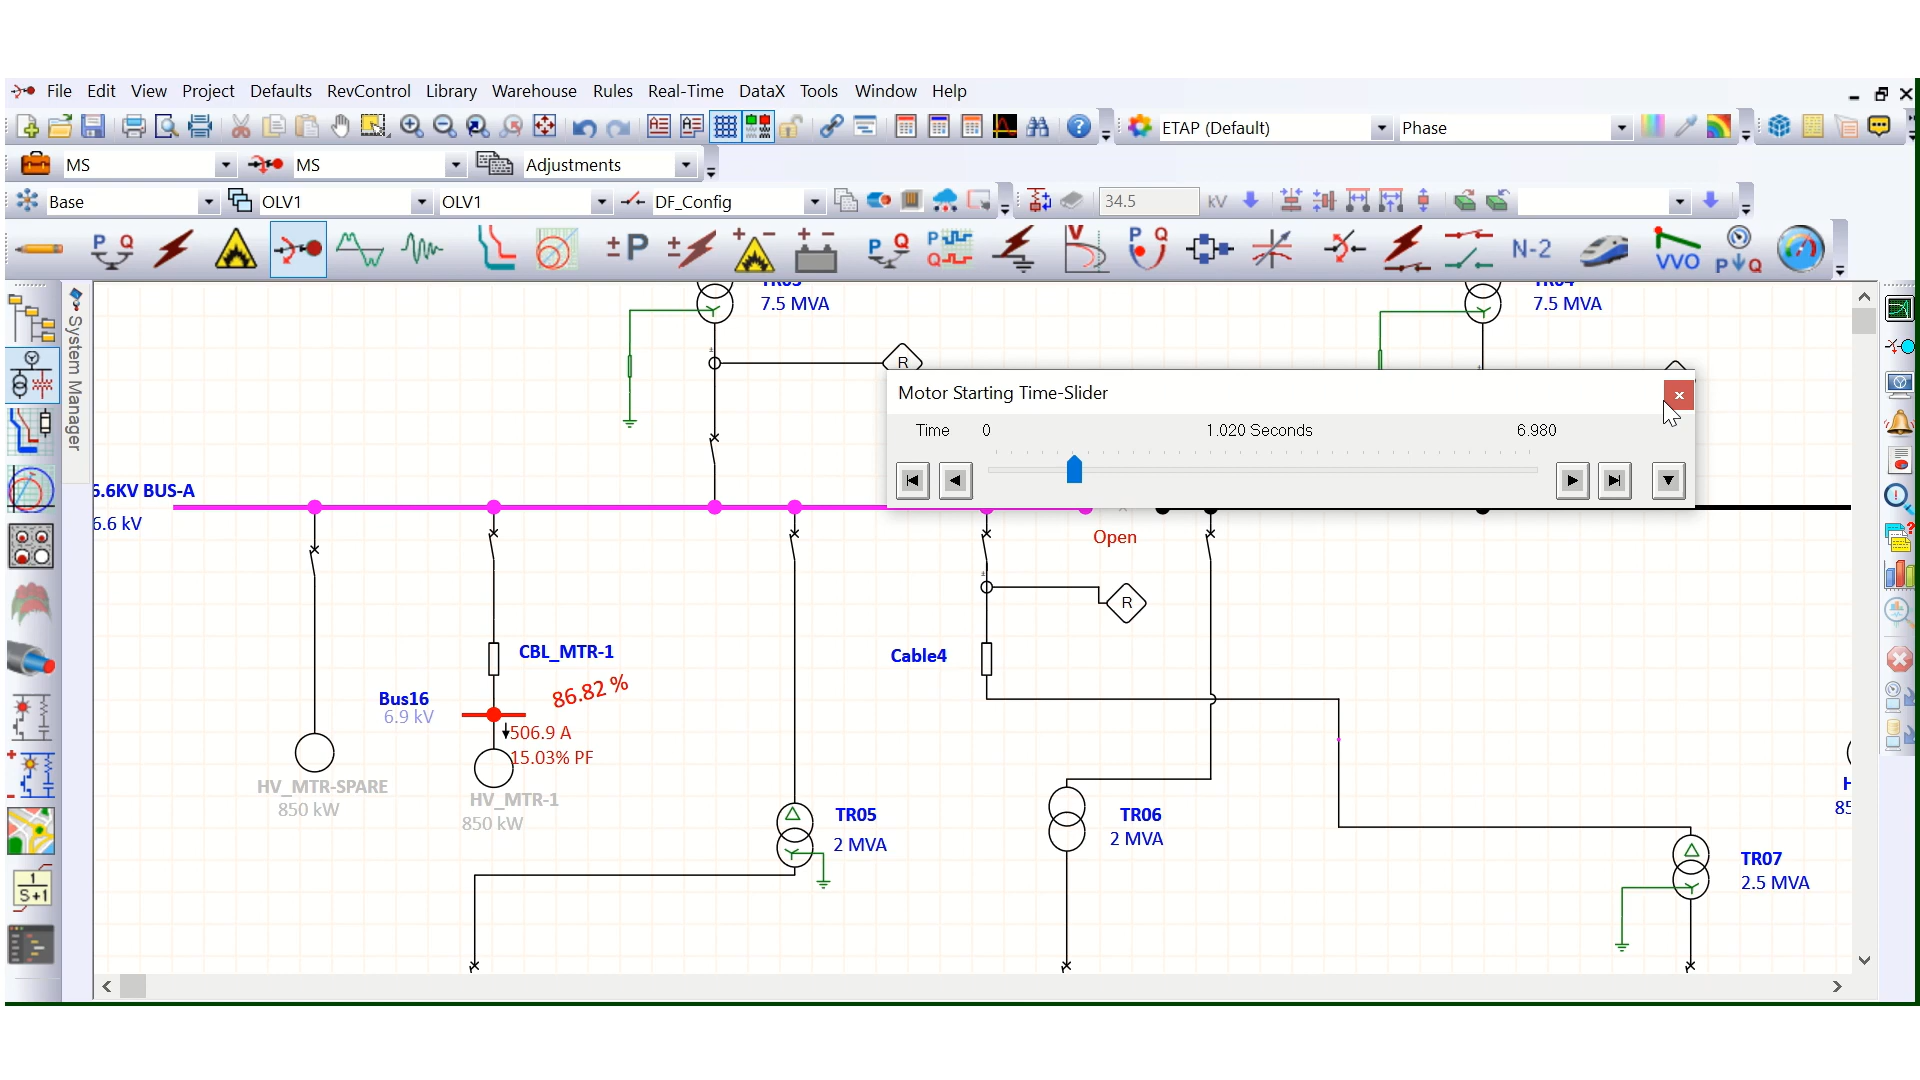 File Edit View Project Defaults RevControl Library Warehouse Rules Real-Time DataX Tools Window Help
ETAP (Default) Phase
MS MS Adjustments
Base OLV1 OLV1 DF_Config 34.5 kV
P Q ± P ± P Q P Q V P Q N-2 VVO P Q
System Manager
7.5 MVA
7.5 MVA
R
Motor Starting Time-Slider
Time 0 1.020 Seconds 6.980
6.6 kV
Open
R
CBL_MTR-1
Cable4
86.82 %
Bus16
6.9 kV
506.9 A
15.03% PF
HV_MTR-SPARE
850 kW
HV_MTR-1
850 kW
TR05
2 MVA
TR06
2 MVA
TR07
2.5 MVA
1
S+1